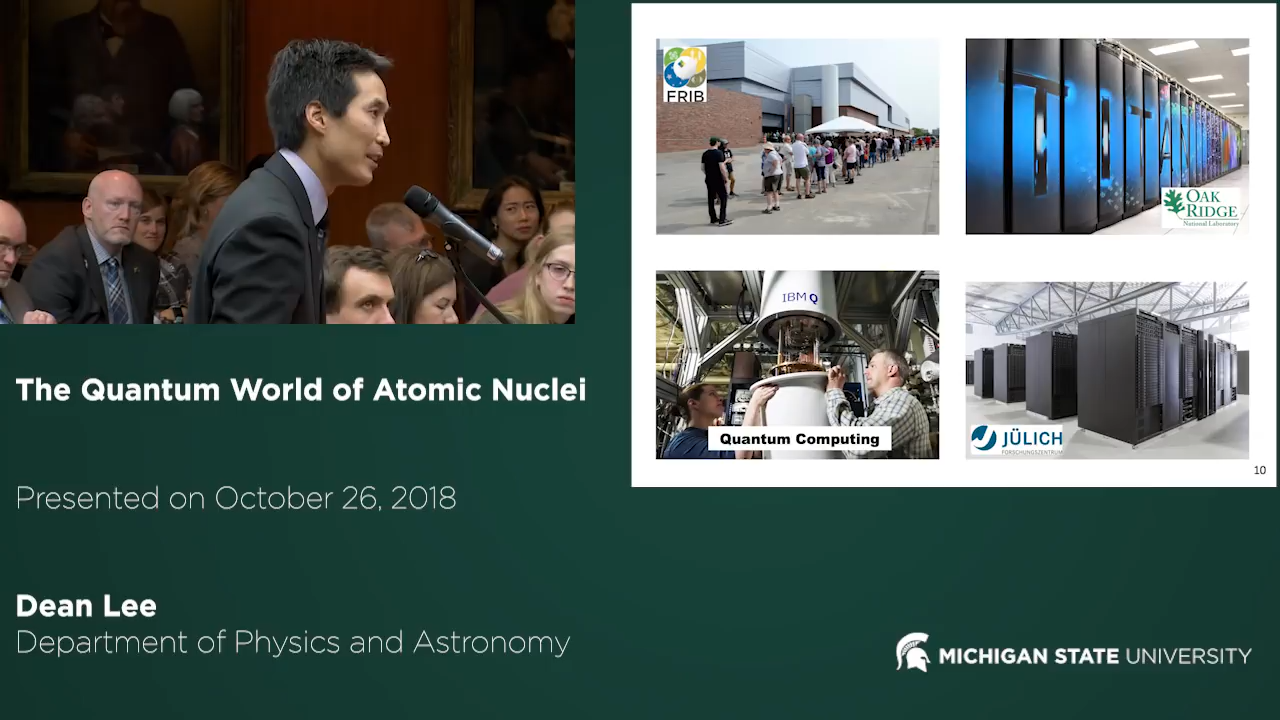 FRIB
TITAN
OAK
RIDGE
National Laboratory
IBM Q
Quantum Computing
JÜLICH
FORSCHUNGSZENTRUM
10
The Quantum World of Atomic Nuclei
Presented on October 26, 2018
Dean Lee
Department of Physics and Astronomy
MICHIGAN STATE UNIVERSITY